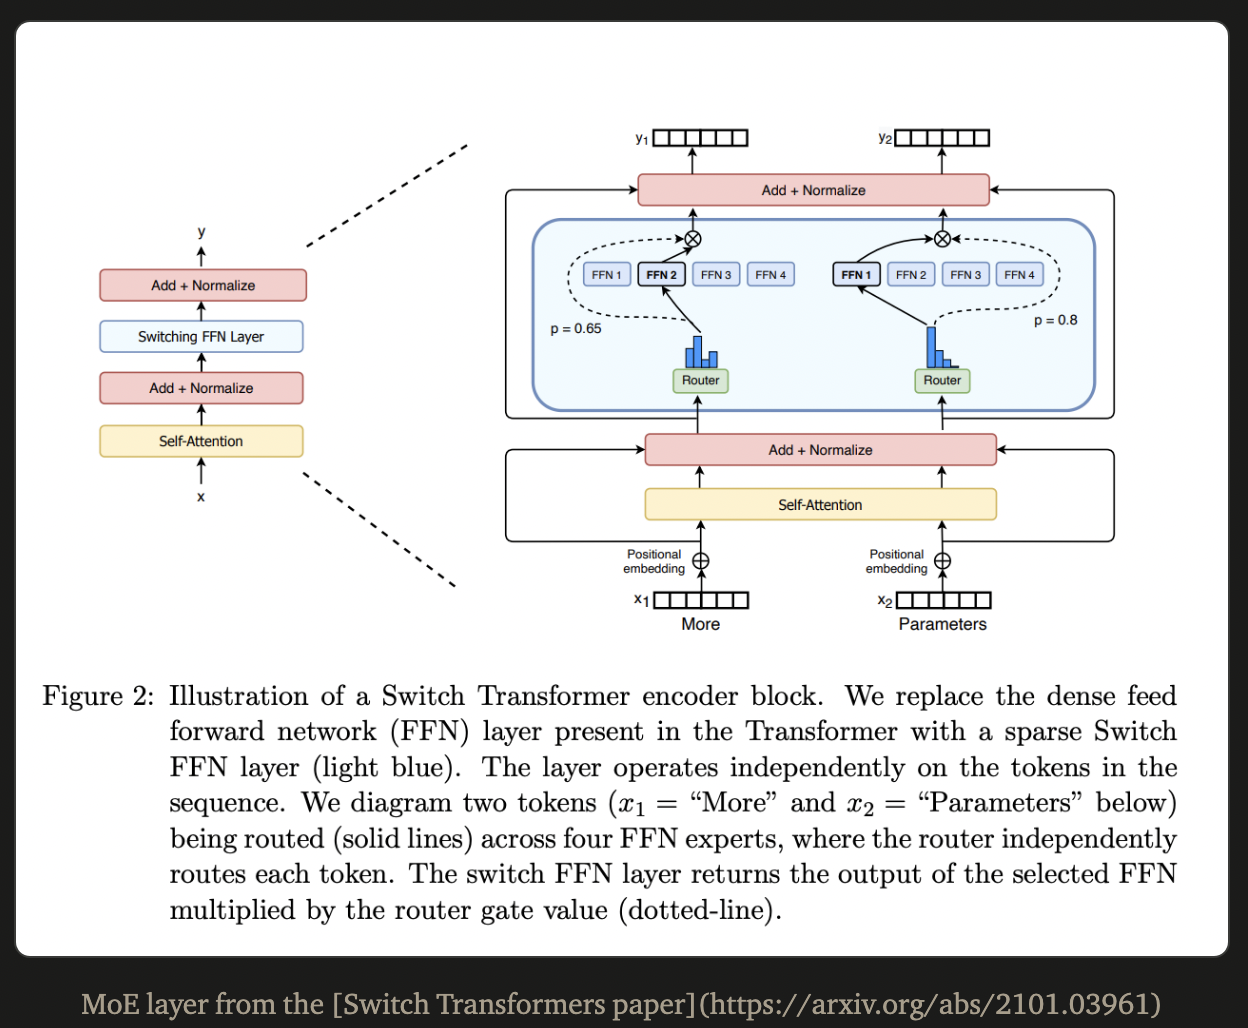 y
Add + Normalize
Switching FFN Layer
Add + Normalize
Self-Attention
x
y1
y2
Add + Normalize
FFN 1 FFN 2 FFN 3 FFN 4
FFN 1 FFN 2 FFN 3 FFN 4
p = 0.65
p = 0.8
Router
Router
Add + Normalize
Self-Attention
Positional
embedding
Positional
embedding
x1
x2
More
Parameters
Figure 2: Illustration of a Switch Transformer encoder block. We replace the dense feed
forward network (FFN) layer present in the Transformer with a sparse Switch
FFN layer (light blue). The layer operates independently on the tokens in the
sequence. We diagram two tokens (x1 = “More” and x2 = “Parameters” below)
being routed (solid lines) across four FFN experts, where the router independently
routes each token. The switch FFN layer returns the output of the selected FFN
multiplied by the router gate value (dotted-line).
MoE layer from the [Switch Transformers paper](https://arxiv.org/abs/2101.03961)